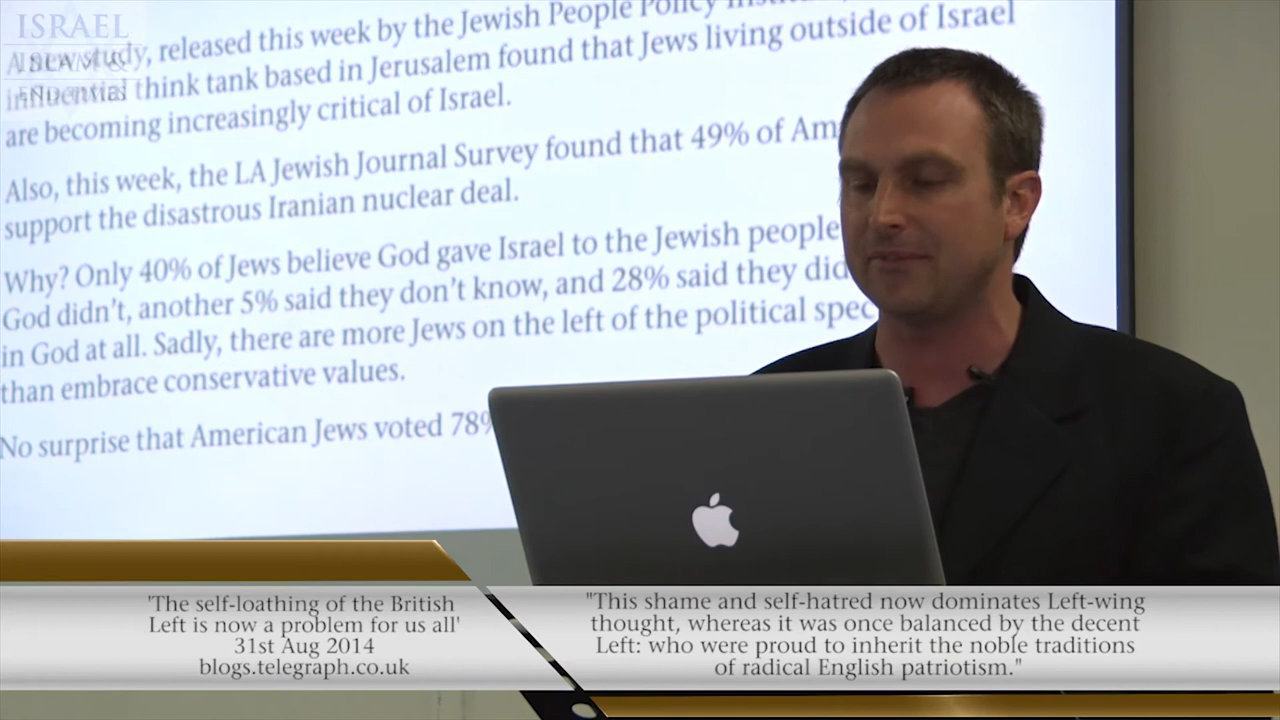 ISRAEL
ISLAM &
END TIMES
A new study, released this week by the Jewish People Policy
influential think tank based in Jerusalem found that Jews living outside of Israel
are becoming increasingly critical of Israel.
Also, this week, the LA Jewish Journal Survey found that 49% of
support the disastrous Iranian nuclear deal.
Why? Only 40% of Jews believe God gave Israel to the Jewish people
God didn't, another 5% said they don't know, and 28% said they
in God at all. Sadly, there are more Jews on the left of the political
than embrace conservative values.
No surprise that American Jews voted 78%
'The self-loathing of the British
Left is now a problem for us all'
31st Aug 2014
blogs.telegraph.co.uk
"This shame and self-hatred now dominates Left-wing
thought, whereas it was once balanced by the decent
Left: who were proud to inherit the noble traditions
of radical English patriotism."